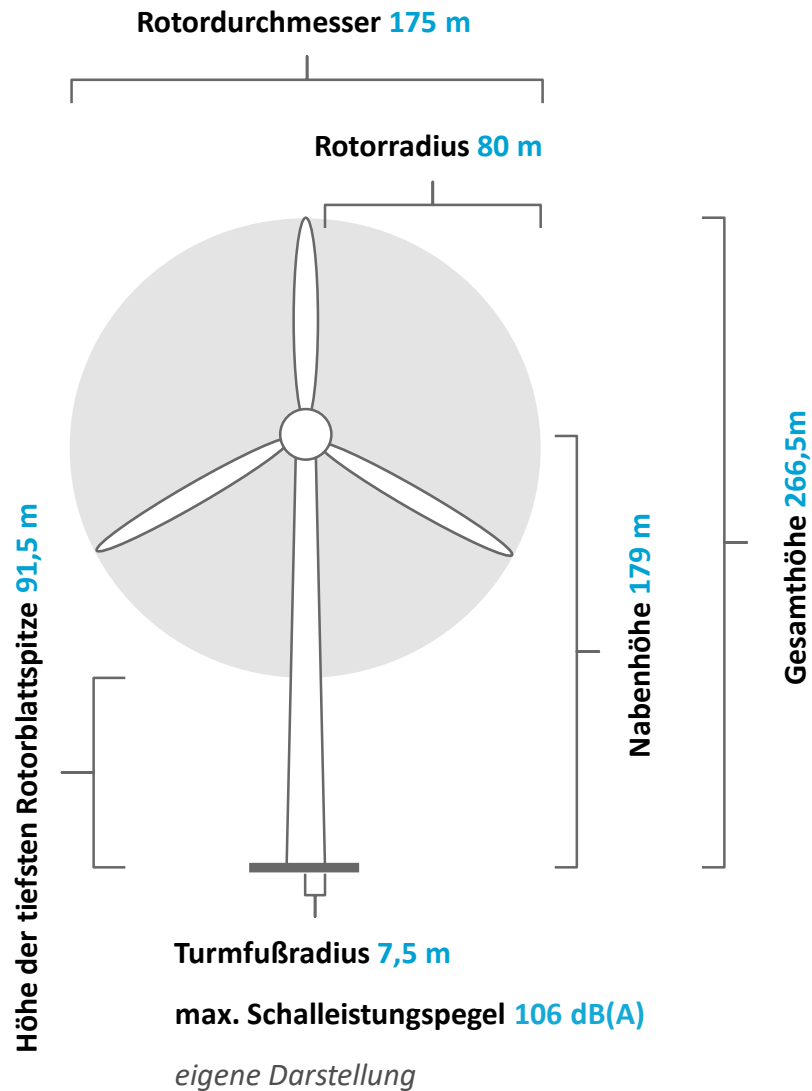 Rotordurchmesser 175 m
Rotorradius 80 m
Höhe der tiefsten Rotorblattspitze 91,5 m
Nabenhöhe 179 m
Gesamthöhe 266,5m
Turmfußradius 7,5 m
max. Schalleistungspegel 106 dB(A)
eigene Darstellung